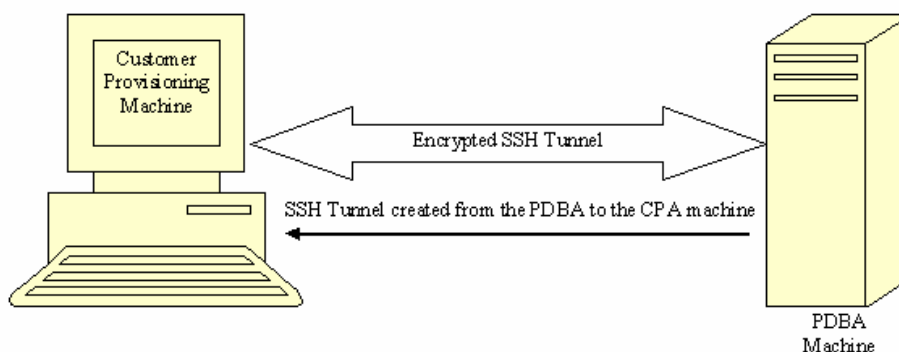 Customer
Provisioning
Machine
Encrypted SSH Tunnel
SSH Tunnel created from the PDBA to the CPA machine
PDBA
Machine